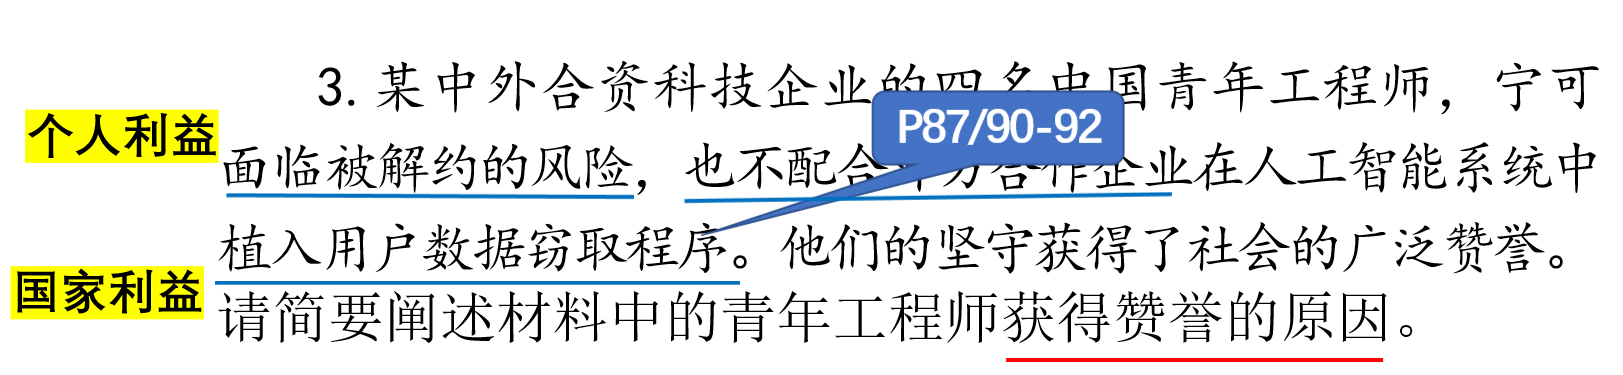 3. 某中外合资科技企业的四名中国青年工程师，宁可
P87/90-92
个人利益
面临被解约的风险，也不配合外方合作企业在人工智能系统中
植入用户数据窃取程序。他们的坚守获得了社会的广泛赞誉。
国家利益
请简要阐述材料中的青年工程师获得赞誉的原因。